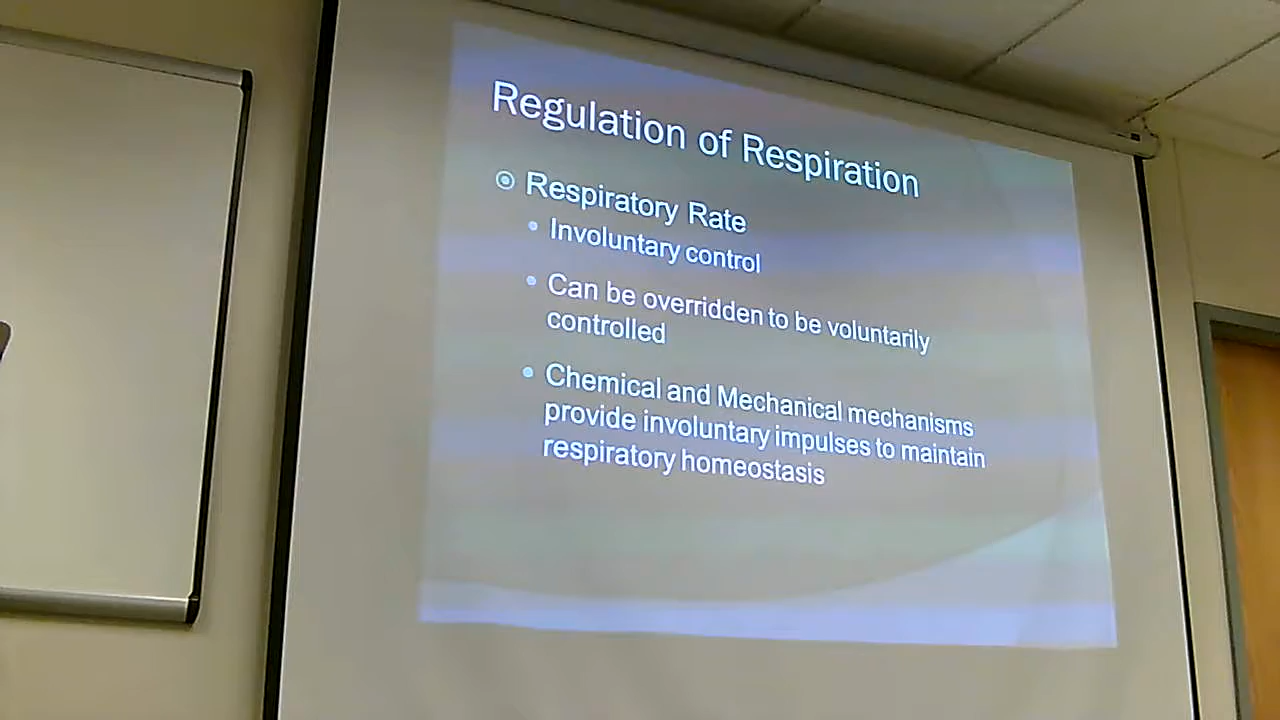 Regulation of Respiration
Respiratory Rate
Involuntary control
Can be overridden to be voluntarily
controlled
Chemical and Mechanical mechanisms
provide involuntary impulses to maintain
respiratory homeostasis